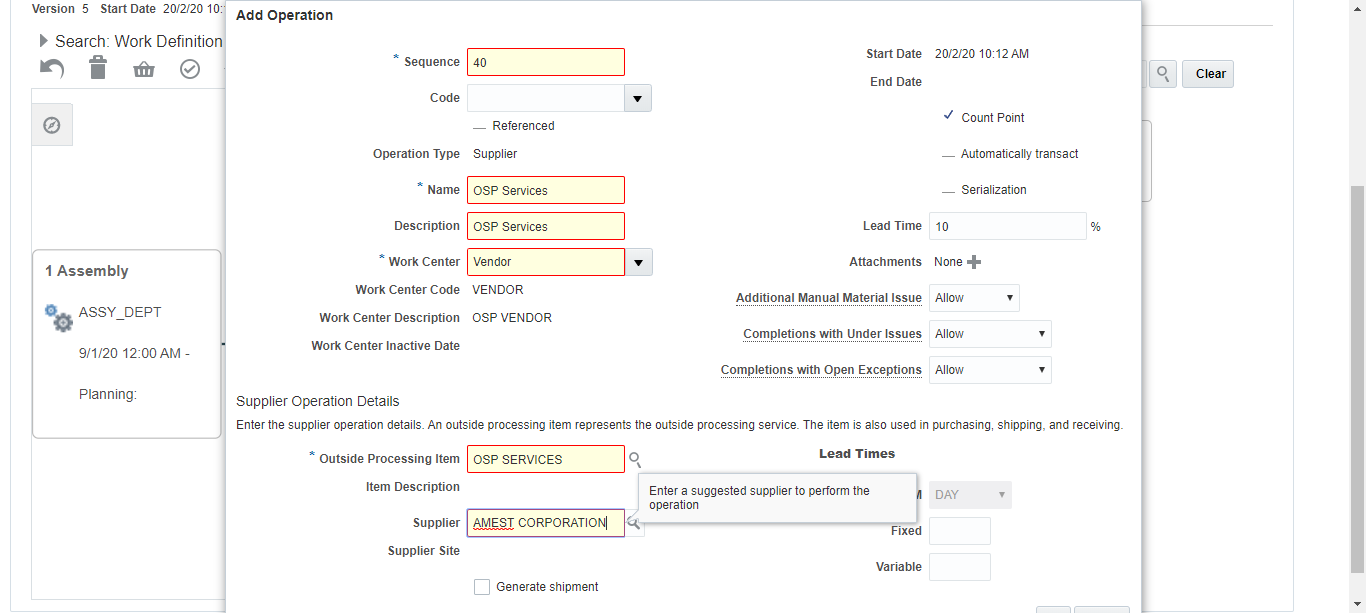 Version 5 Start Date 20/2/20 10:
Search: Work Definition
Clear
1 Assembly
ASSY_DEPT
9/1/20 12:00 AM -
Planning:
Add Operation
* Sequence 40
Code
Referenced
Operation Type Supplier
* Name OSP Services
Description OSP Services
* Work Center Vendor
Work Center Code VENDOR
Work Center Description OSP VENDOR
Work Center Inactive Date
Start Date 20/2/20 10:12 AM
End Date
Count Point
Automatically transact
Serialization
Lead Time 10 %
Attachments None
Additional Manual Material Issue Allow
Completions with Under Issues Allow
Completions with Open Exceptions Allow
Supplier Operation Details
Enter the supplier operation details. An outside processing item represents the outside processing service. The item is also used in purchasing, shipping, and receiving.
* Outside Processing Item OSP SERVICES
Item Description
Supplier AMEST CORPORATION
Supplier Site
Generate shipment
Enter a suggested supplier to perform the
operation
Lead Times
DAY
Fixed
Variable